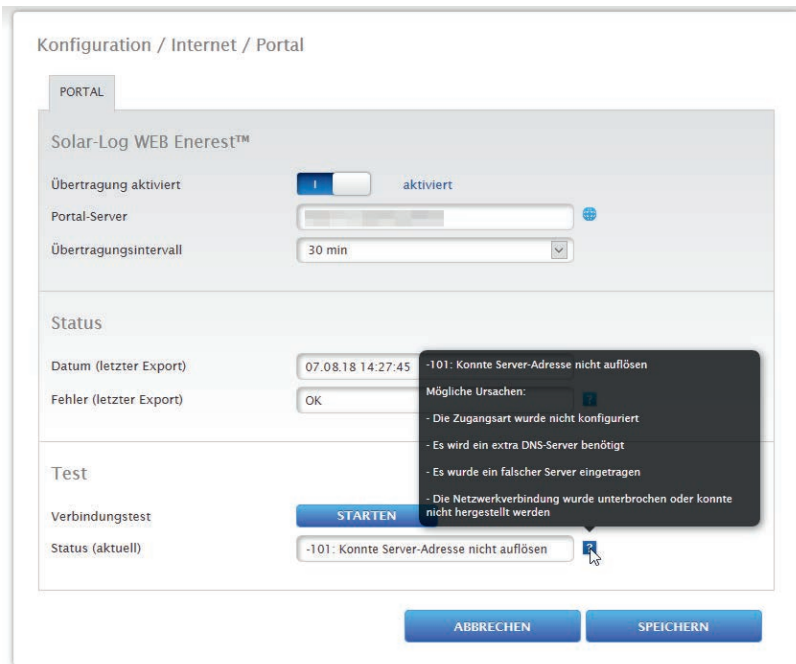 Konfiguration / Internet / Portal
PORTAL
Solar-Log WEB Enerest™
Übertragung aktiviert
I
aktiviert
Portal-Server
Übertragungsintervall
30 min
Status
Datum (letzter Export)
07.08.18 14:27:45
Fehler (letzter Export)
OK
?
-101: Konnte Server-Adresse nicht auflösen
Mögliche Ursachen:
- Die Zugangsart wurde nicht konfiguriert
- Es wird ein extra DNS-Server benötigt
- Es wurde ein falscher Server eingetragen
- Die Netzwerkverbindung wurde unterbrochen oder konnte
nicht hergestellt werden
Test
Verbindungstest
STARTEN
Status (aktuell)
-101: Konnte Server-Adresse nicht auflösen
?
ABBRECHEN
SPEICHERN